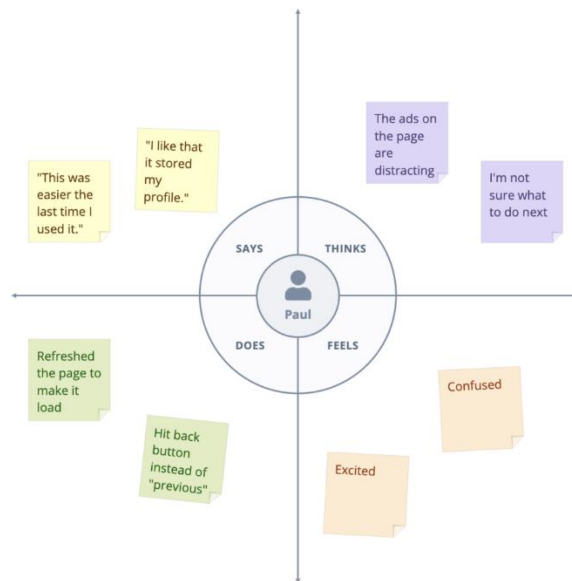 "This was
easier the
last time I
used it."
"I like that
it stored
my
profile."
The ads on
the page
are
distracting
I'm not
sure what
to do next
SAYS
THINKS
Paul
DOES
FEELS
Refreshed
the page to
make it
load
Hit back
button
instead of
"previous"
Confused
Excited